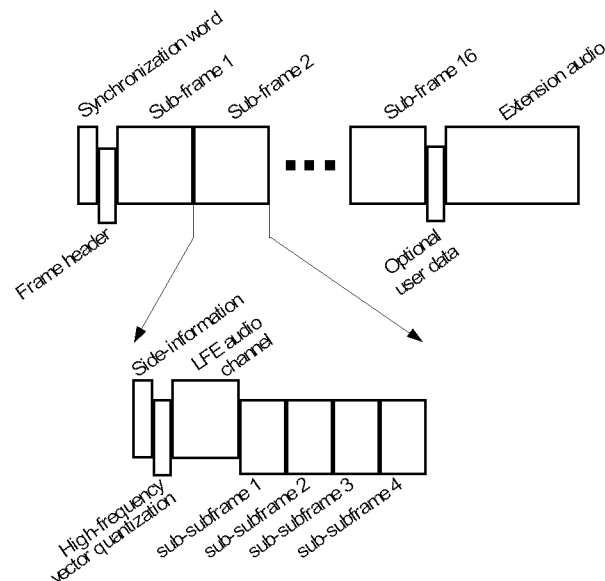 Synchronization word
Sub-frame 1
Sub-frame 2
Sub-frame 16
Extension audio
Frame header
Optional
user data
Side-information
LFE audio
channel
High-frequency
vector quantization
sub-subframe 1
sub-subframe 2
sub-subframe 3
sub-subframe 4